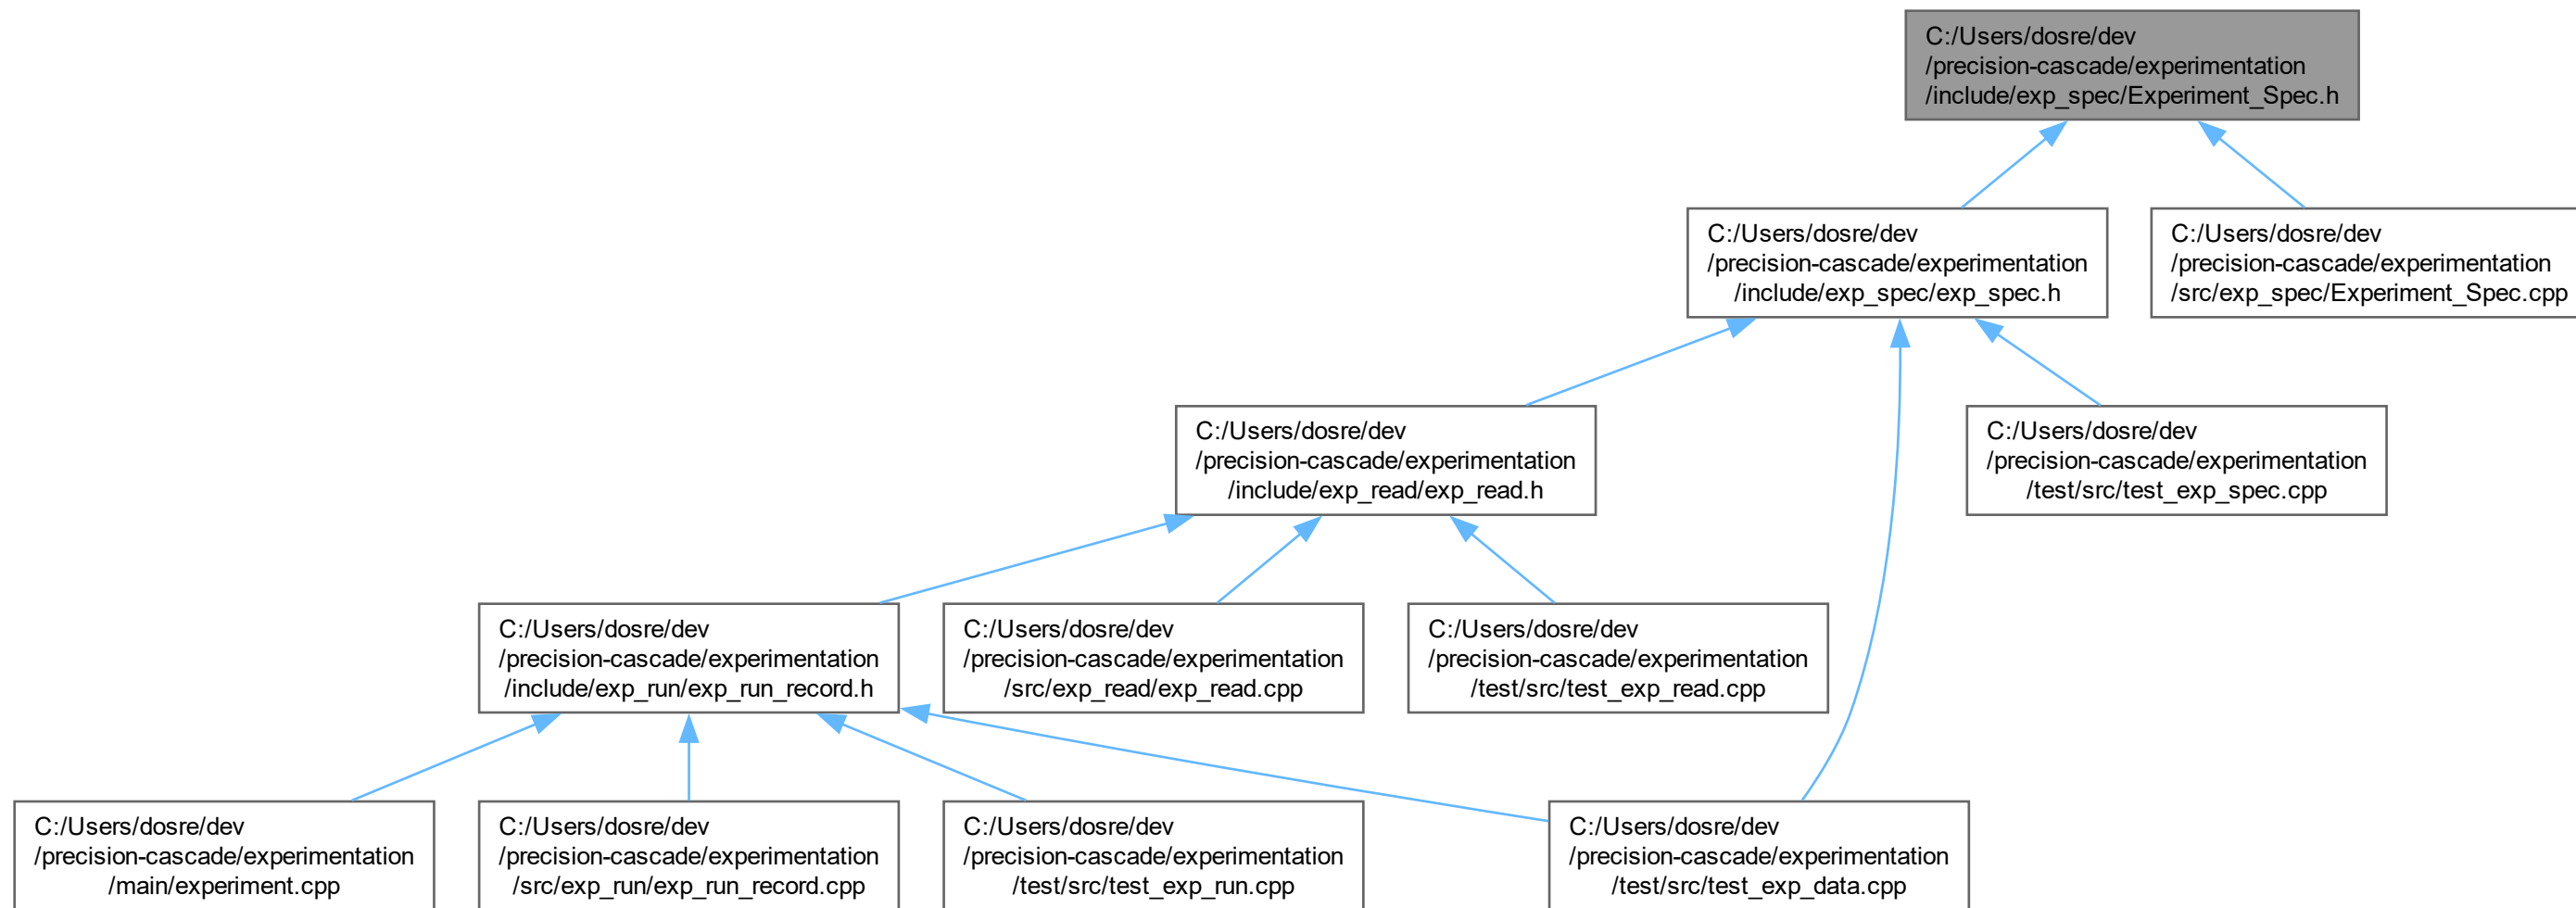 C:/Users/dosre/dev
/precision-cascade/experimentation
/include/exp_spec/Experiment_Spec.h
C:/Users/dosre/dev
/precision-cascade/experimentation
/include/exp_spec/exp_spec.h
C:/Users/dosre/dev
/precision-cascade/experimentation
/src/exp_spec/Experiment_Spec.cpp
C:/Users/dosre/dev
/precision-cascade/experimentation
/include/exp_read/exp_read.h
C:/Users/dosre/dev
/precision-cascade/experimentation
/test/src/test_exp_spec.cpp
C:/Users/dosre/dev
/precision-cascade/experimentation
/include/exp_run/exp_run_record.h
C:/Users/dosre/dev
/precision-cascade/experimentation
/src/exp_read/exp_read.cpp
C:/Users/dosre/dev
/precision-cascade/experimentation
/test/src/test_exp_read.cpp
C:/Users/dosre/dev
/precision-cascade/experimentation
/main/experiment.cpp
C:/Users/dosre/dev
/precision-cascade/experimentation
/src/exp_run/exp_run_record.cpp
C:/Users/dosre/dev
/precision-cascade/experimentation
/test/src/test_exp_run.cpp
C:/Users/dosre/dev
/precision-cascade/experimentation
/test/src/test_exp_data.cpp